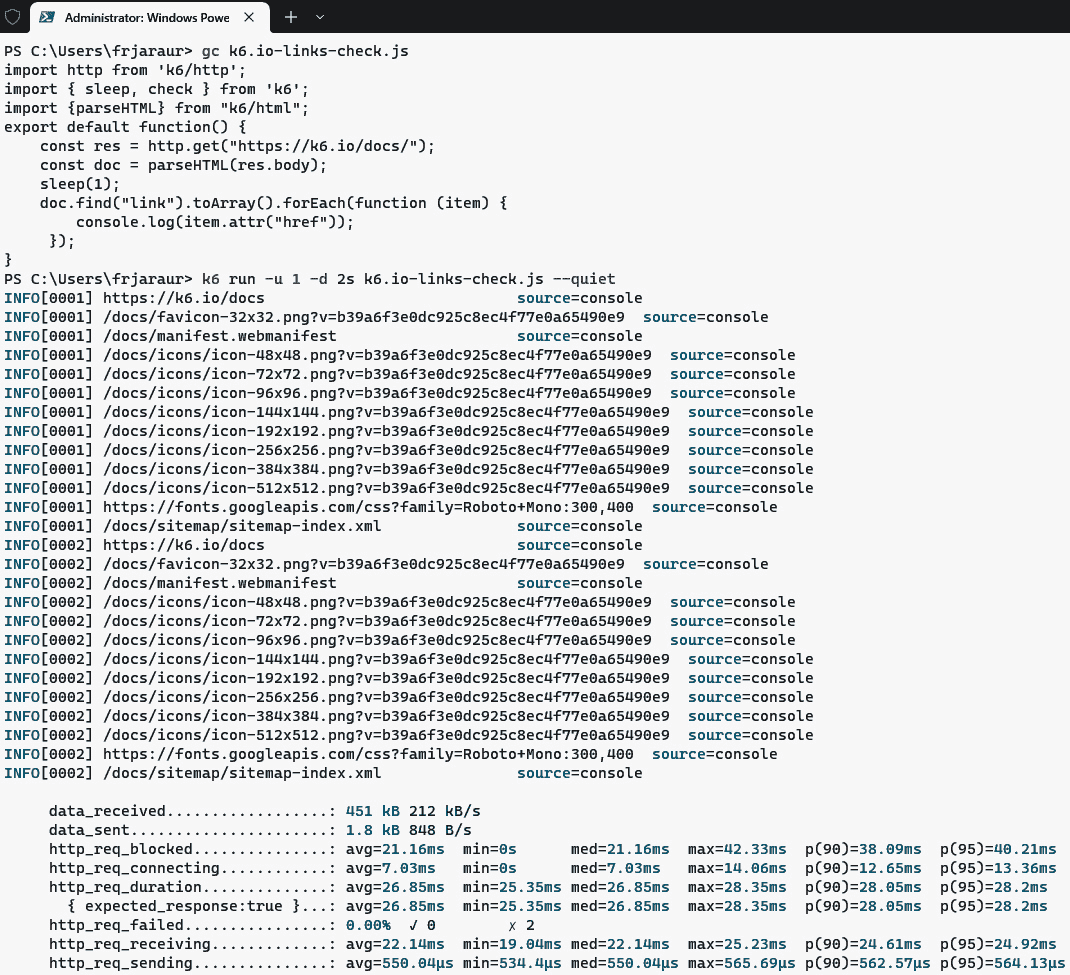 Administrator: Windows Powe
PS C:\Users\frjaraur> gc k6.io-links-check.js
import http from 'k6/http';
import { sleep, check } from 'k6';
import {parseHTML} from "k6/html";
export default function() {
    const res = http.get("https://k6.io/docs/");
    const doc = parseHTML(res.body);
    sleep(1);
    doc.find("link").toArray().forEach(function (item) {
        console.log(item.attr("href"));
     });
}
PS C:\Users\frjaraur> k6 run -u 1 -d 2s k6.io-links-check.js --quiet
INFO[0001] https://k6.io/docs                            source=console
INFO[0001] /docs/favicon-32x32.png?v=b39a6f3e0dc925c8ec4f77e0a65490e9  source=console
INFO[0001] /docs/manifest.webmanifest                    source=console
INFO[0001] /docs/icons/icon-48x48.png?v=b39a6f3e0dc925c8ec4f77e0a65490e9  source=console
INFO[0001] /docs/icons/icon-72x72.png?v=b39a6f3e0dc925c8ec4f77e0a65490e9  source=console
INFO[0001] /docs/icons/icon-96x96.png?v=b39a6f3e0dc925c8ec4f77e0a65490e9  source=console
INFO[0001] /docs/icons/icon-144x144.png?v=b39a6f3e0dc925c8ec4f77e0a65490e9  source=console
INFO[0001] /docs/icons/icon-192x192.png?v=b39a6f3e0dc925c8ec4f77e0a65490e9  source=console
INFO[0001] /docs/icons/icon-256x256.png?v=b39a6f3e0dc925c8ec4f77e0a65490e9  source=console
INFO[0001] /docs/icons/icon-384x384.png?v=b39a6f3e0dc925c8ec4f77e0a65490e9  source=console
INFO[0001] /docs/icons/icon-512x512.png?v=b39a6f3e0dc925c8ec4f77e0a65490e9  source=console
INFO[0001] https://fonts.googleapis.com/css?family=Roboto+Mono:300,400  source=console
INFO[0001] /docs/sitemap/sitemap-index.xml               source=console
INFO[0002] https://k6.io/docs                            source=console
INFO[0002] /docs/favicon-32x32.png?v=b39a6f3e0dc925c8ec4f77e0a65490e9  source=console
INFO[0002] /docs/manifest.webmanifest                    source=console
INFO[0002] /docs/icons/icon-48x48.png?v=b39a6f3e0dc925c8ec4f77e0a65490e9  source=console
INFO[0002] /docs/icons/icon-72x72.png?v=b39a6f3e0dc925c8ec4f77e0a65490e9  source=console
INFO[0002] /docs/icons/icon-96x96.png?v=b39a6f3e0dc925c8ec4f77e0a65490e9  source=console
INFO[0002] /docs/icons/icon-144x144.png?v=b39a6f3e0dc925c8ec4f77e0a65490e9  source=console
INFO[0002] /docs/icons/icon-192x192.png?v=b39a6f3e0dc925c8ec4f77e0a65490e9  source=console
INFO[0002] /docs/icons/icon-256x256.png?v=b39a6f3e0dc925c8ec4f77e0a65490e9  source=console
INFO[0002] /docs/icons/icon-384x384.png?v=b39a6f3e0dc925c8ec4f77e0a65490e9  source=console
INFO[0002] /docs/icons/icon-512x512.png?v=b39a6f3e0dc925c8ec4f77e0a65490e9  source=console
INFO[0002] https://fonts.googleapis.com/css?family=Roboto+Mono:300,400  source=console
INFO[0002] /docs/sitemap/sitemap-index.xml               source=console
     data_received..................: 451 kB 212 kB/s
     data_sent......................: 1.8 kB 848 B/s
     http_req_blocked...............: avg=21.16ms  min=0s      med=21.16ms  max=42.33ms  p(90)=38.09ms  p(95)=40.21ms
     http_req_connecting............: avg=7.03ms   min=0s      med=7.03ms   max=14.06ms  p(90)=12.65ms  p(95)=13.36ms
     http_req_duration..............: avg=26.85ms  min=25.35ms med=26.85ms  max=28.35ms  p(90)=28.05ms  p(95)=28.2ms
       { expected_response:true }...: avg=26.85ms  min=25.35ms med=26.85ms  max=28.35ms  p(90)=28.05ms  p(95)=28.2ms
     http_req_failed................: 0.00%  ✓ 0        ✗ 2
     http_req_receiving.............: avg=22.14ms  min=19.04ms med=22.14ms  max=25.23ms  p(90)=24.61ms  p(95)=24.92ms
     http_req_sending...............: avg=550.04µs min=534.4µs med=550.04µs max=565.69µs p(90)=562.57µs p(95)=564.13µs